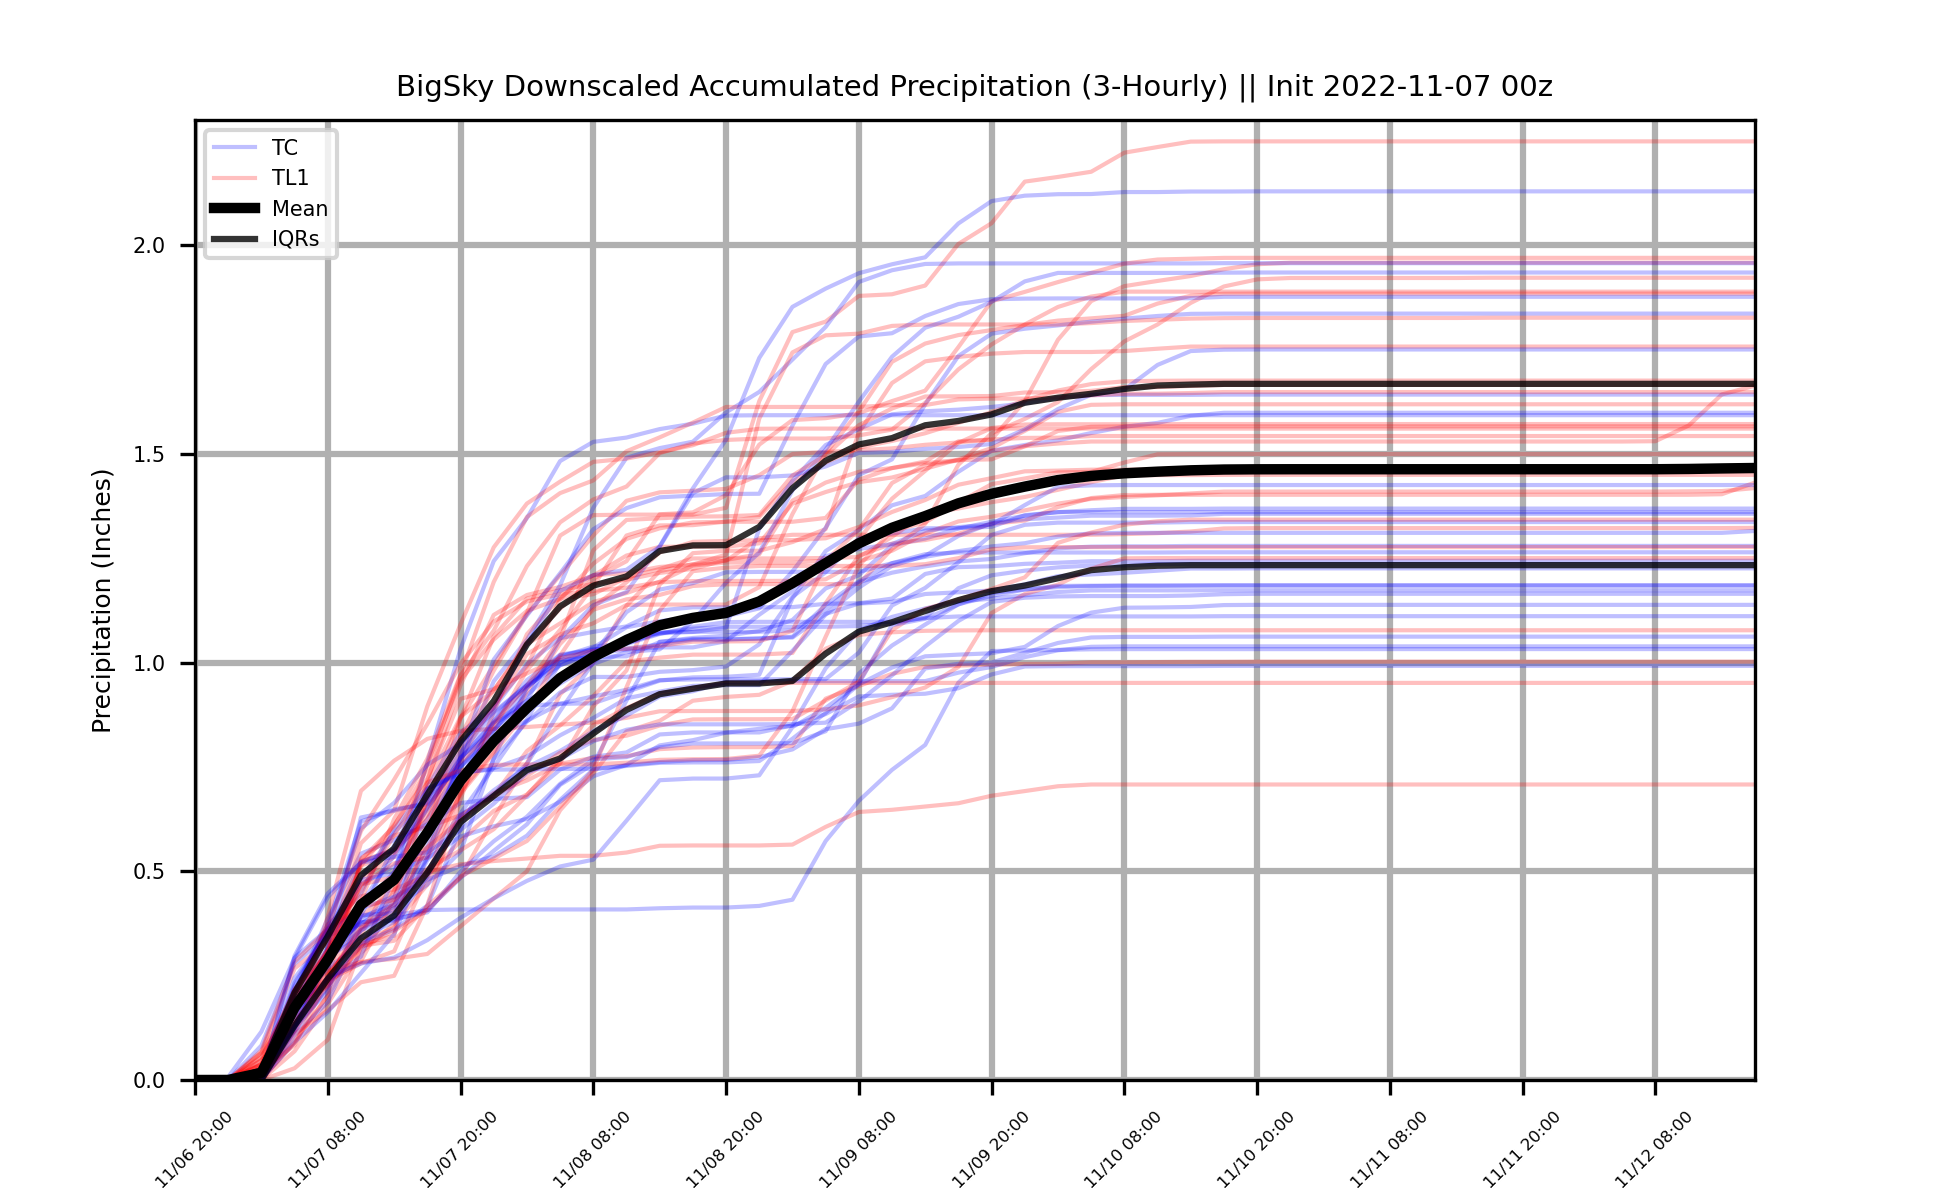 BigSky Downscaled Accumulated Precipitation (3-Hourly) || Init 2022-11-07 00z
TC
TL1
Mean
IQRs
Precipitation (Inches)
2.0
1.5
1.0
0.5
0.0
11/06 20:00
11/07 08:00
11/07 20:00
11/08 08:00
11/08 20:00
11/09 08:00
11/09 20:00
11/10 08:00
11/10 20:00
11/11 08:00
11/11 20:00
11/12 08:00